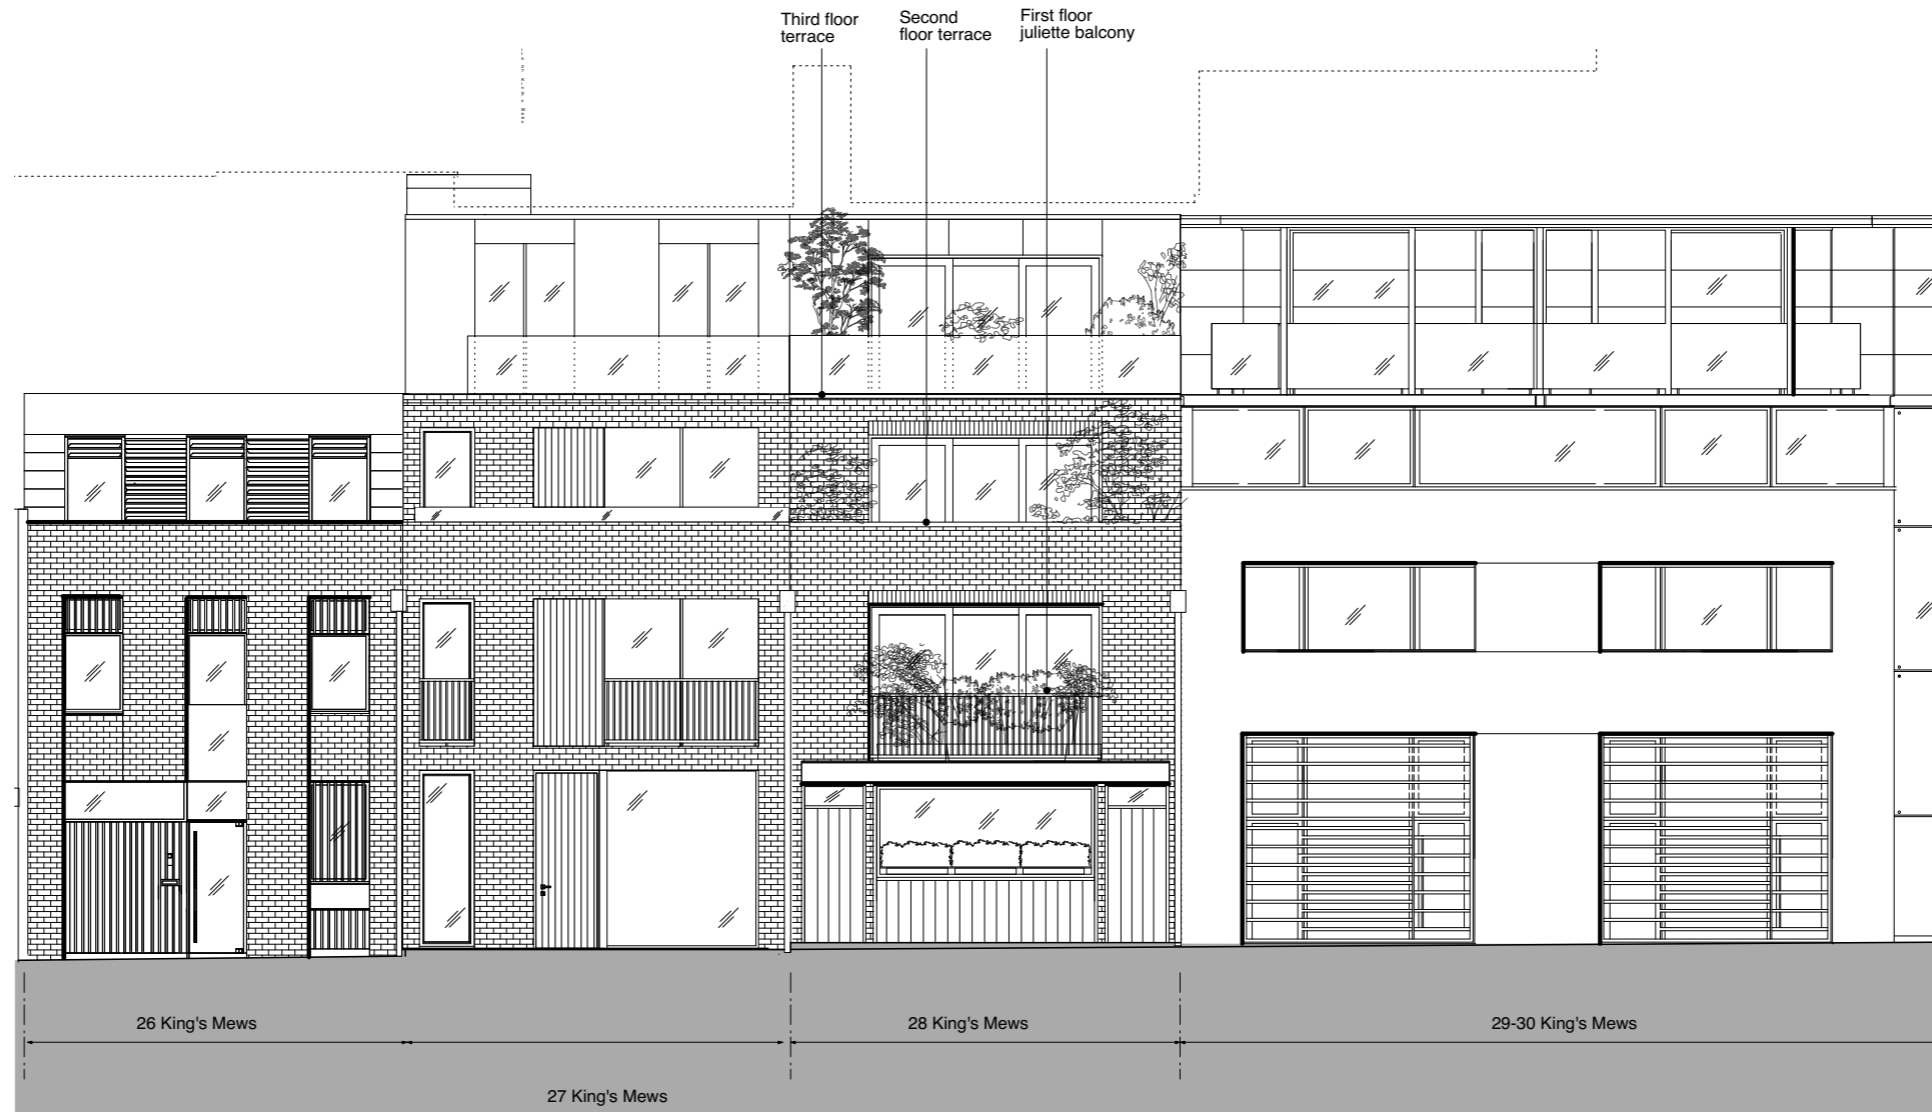 Third floor
terrace
Second
floor terrace
First floor
juliette balcony
26 King's Mews
28 King's Mews
29-30 King's Mews
27 King's Mews